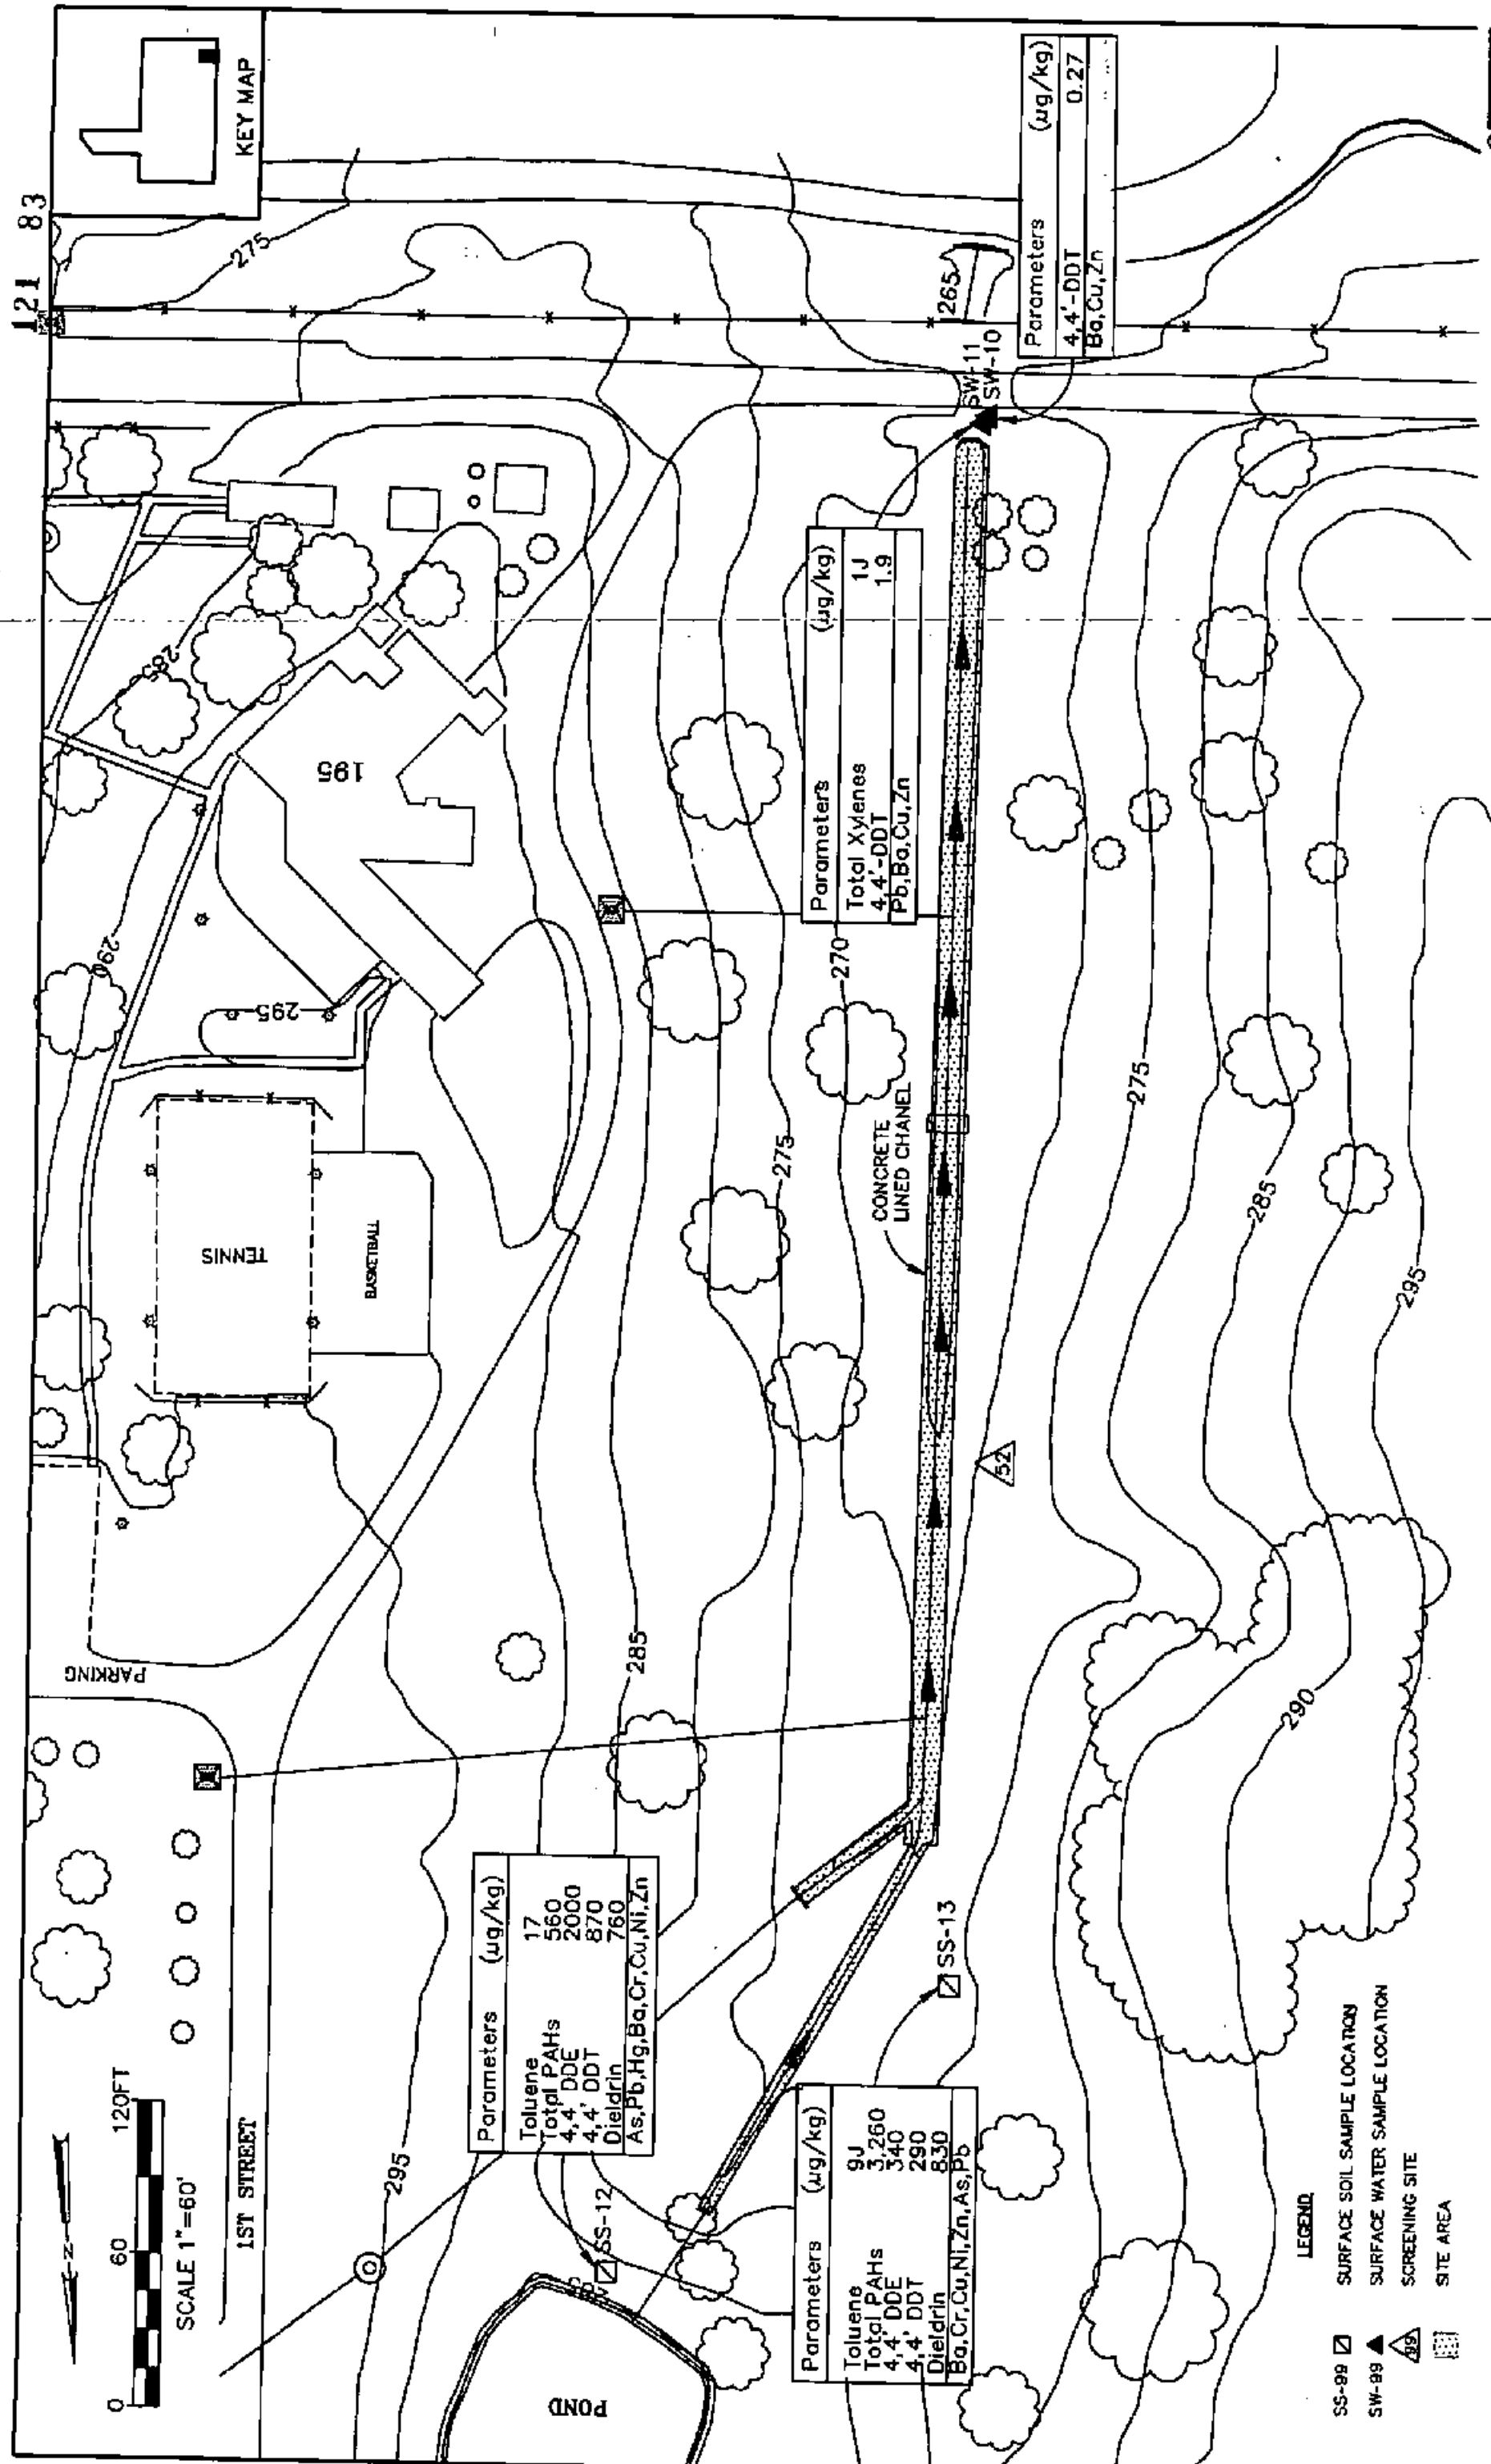 121 83
KEY MAP
275
Parameters (ug/kg)
4,4'-DDT 0.27
Ba,Cu,Zn
265
SW-11
SW-10
Parameters (ug/kg)
Total Xylenes 1J
4,4'-DDT 1.9
Pb,Ba,Cu,Zn
285
195
290
295
TENNIS
BASKETBALL
270
275
CONCRETE
LINED CHANEL
275
285
295
52
PARKING
285
290
Parameters (ug/kg)
Toluene 17
Total PAHs 560
4,4' DDE 2000
4,4' DDT 870
Dieldrin 760
As,Pb,Hg,Ba,Cr,Cu,Ni,Zn
SS-13
SS-12
Parameters (ug/kg)
Toluene 9J
Total PAHs 3,260
4,4' DDE 340
4,4' DDT 290
Dieldrin 830
Ba,Cr,Cu,Ni,Zn,As,Pb
POND
295
1ST STREET
N
0 60 120FT
SCALE 1"=60'
LEGEND
SS-99 SURFACE SOIL SAMPLE LOCATION
SW-99 SURFACE WATER SAMPLE LOCATION
99 SCREENING SITE
SITE AREA